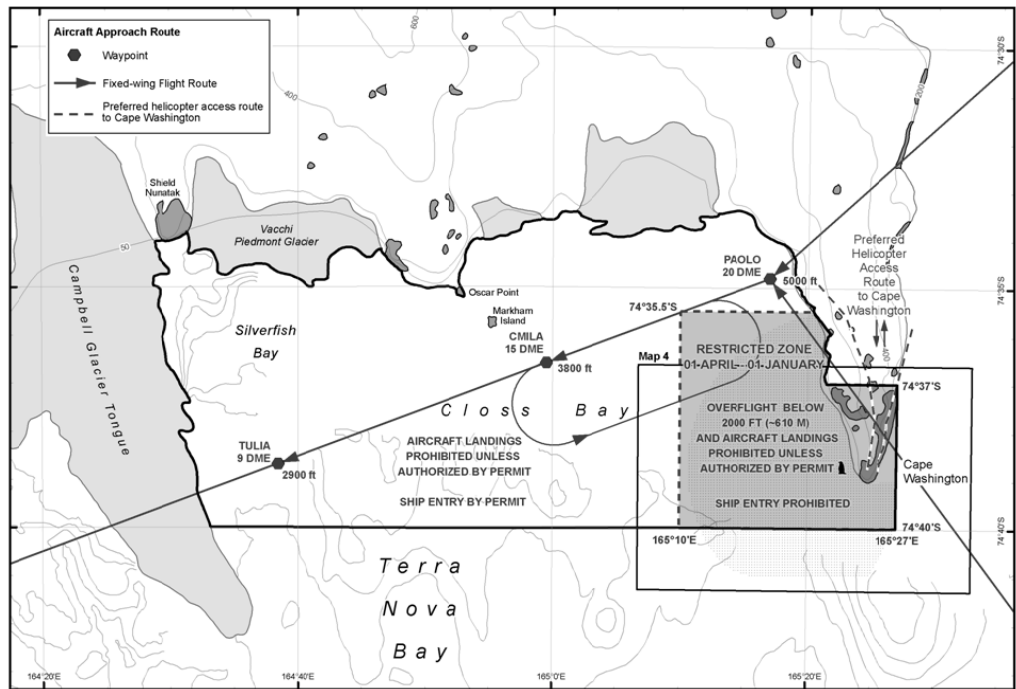 Aircraft Approach Route
Waypoint
Fixed-wing Flight Route
Preferred helicopter access route
to Cape Washington
600
400
200
74°30'S
Shield
Nunatak
50
Vacchi
Piedmont Glacier
Campbell Glacier Tongue
Silverfish
Bay
Oscar Point
Markham
Island
PAOLO
20 DME
5000 ft
Preferred
Helicopter
Access
Route
to Cape
Washington
400
74°35'S
74°35.5'S
CMILA
15 DME
3800 ft
Map 4
RESTRICTED ZONE
01 APRIL - 01 JANUARY
74°37'S
Closs Bay
OVERFLIGHT BELOW
2000 FT (~610 M)
AND AIRCRAFT LANDINGS
PROHIBITED UNLESS
AUTHORIZED BY PERMIT
SHIP ENTRY PROHIBITED
AIRCRAFT LANDINGS
PROHIBITED UNLESS
AUTHORIZED BY PERMIT
SHIP ENTRY BY PERMIT
TULIA
9 DME
2900 ft
Cape
Washington
74°40'S
74°40'S
165°10'E
165°27'E
Terra
Nova
Bay
164°20'E
164°40'E
165°0'E
165°20'E